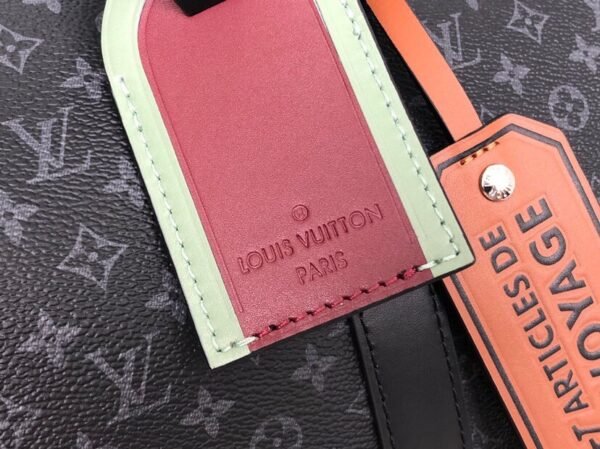 LOUIS VUITTON
PARIS
ARTICLES DE
VOYAGE